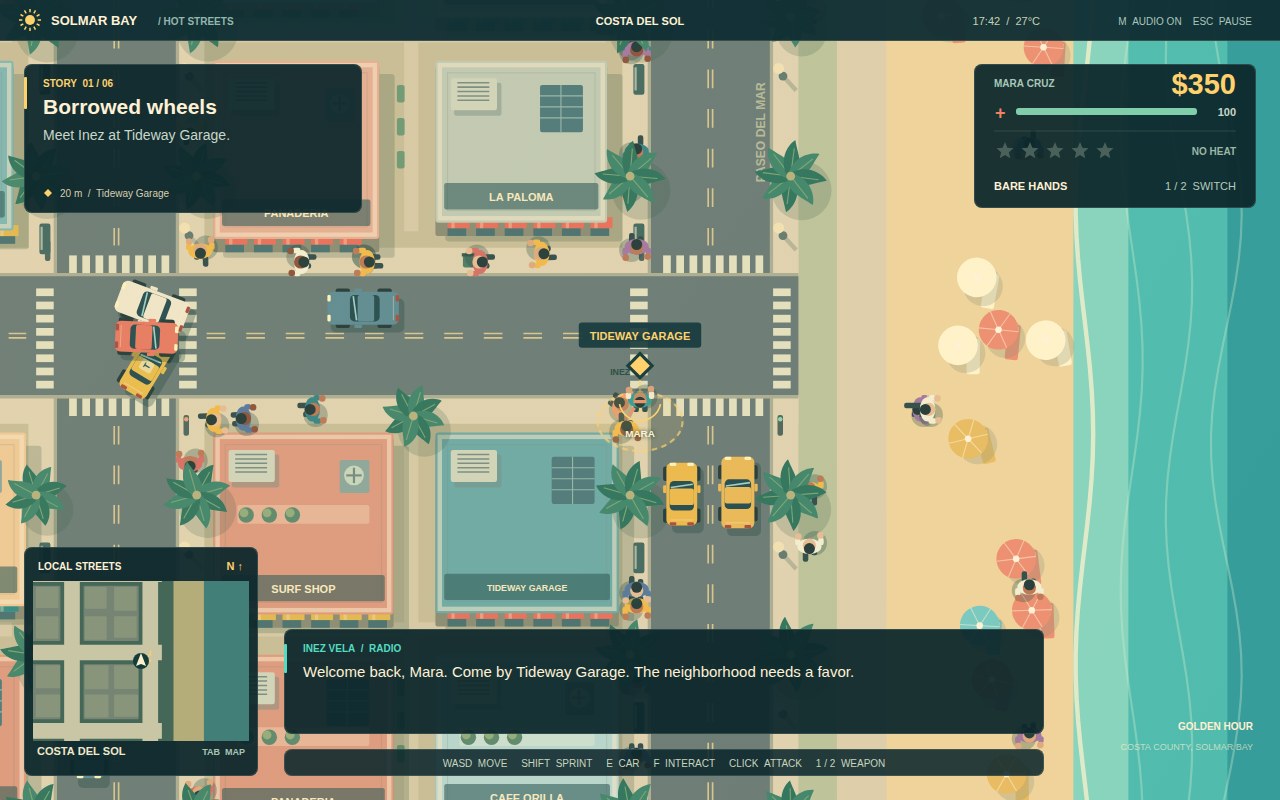 SOLMAR BAY / HOT STREETS
COSTA DEL SOL
17:42 / 27°C
M AUDIO ON ESC PAUSE
STORY 01 / 06
Borrowed wheels
Meet Inez at Tideway Garage.
20 m / Tideway Garage
MARA CRUZ
$350
+ 100
NO HEAT
BARE HANDS
1 / 2 SWITCH
PASEO DEL MAR
LA PALOMA
PANADERIA
TIDEWAY GARAGE
INEZ
MARA
T
SURF SHOP
TIDEWAY GARAGE
LOCAL STREETS
N ↑
COSTA DEL SOL
TAB MAP
INEZ VELA / RADIO
Welcome back, Mara. Come by Tideway Garage. The neighborhood needs a favor.
GOLDEN HOUR
COSTA COUNTY, SOLMAR BAY
WASD MOVE SHIFT SPRINT E CAR F INTERACT CLICK ATTACK 1 / 2 WEAPON
PANADERIA
CAFE ORILLA